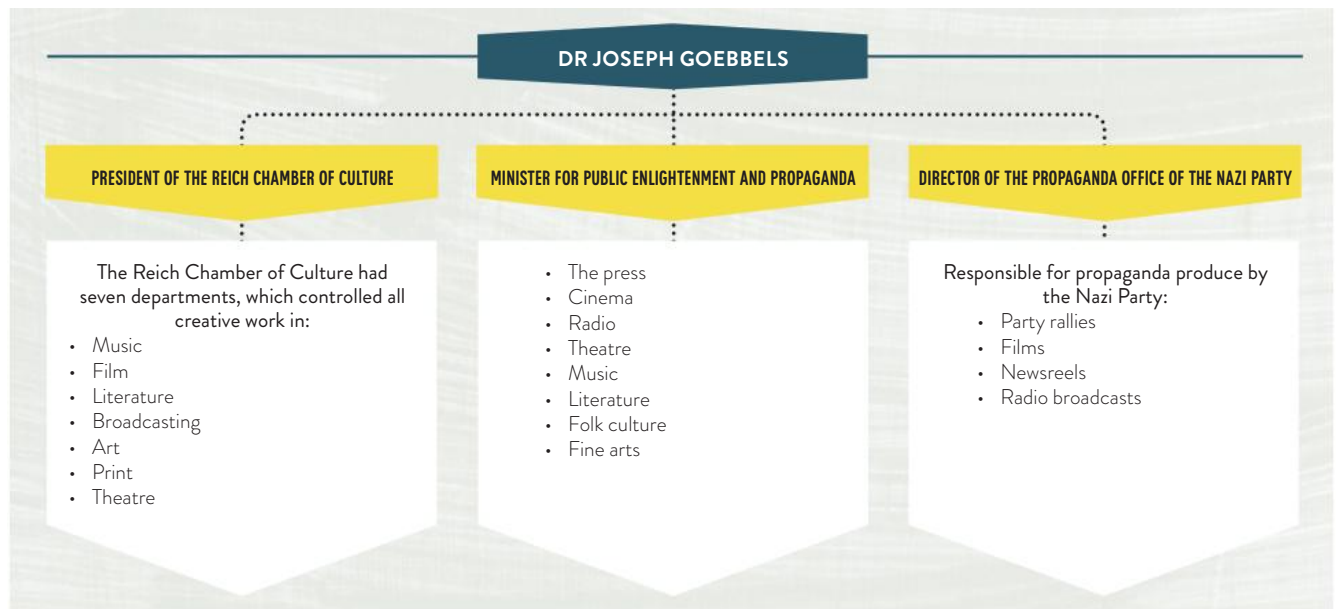 DR JOSEPH GOEBBELS
PRESIDENT OF THE REICH CHAMBER OF CULTURE
The Reich Chamber of Culture had
seven departments, which controlled all
creative work in:
• Music
• Film
• Literature
• Broadcasting
• Art
• Print
• Theatre
MINISTER FOR PUBLIC ENLIGHTENMENT AND PROPAGANDA
• The press
• Cinema
• Radio
• Theatre
• Music
• Literature
• Folk culture
• Fine arts
DIRECTOR OF THE PROPAGANDA OFFICE OF THE NAZI PARTY
Responsible for propaganda produce by
the Nazi Party:
• Party rallies
• Films
• Newsreels
• Radio broadcasts